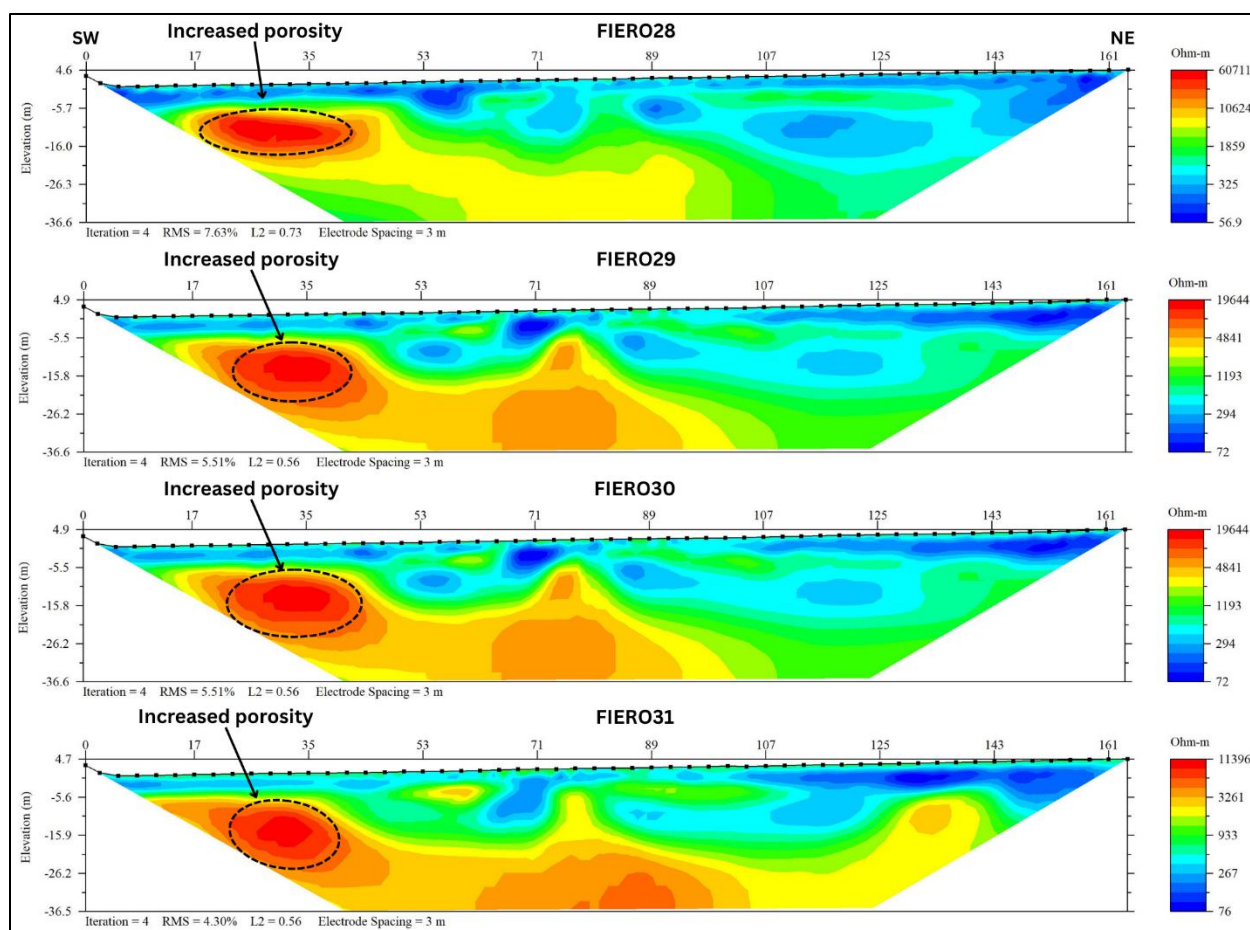 Increased porosity
FIERO28
SW
NE
0 17 35 53 71 89 107 125 143 161
Ohm-m
4.6
-5.7
-16.0
-26.3
-36.6
Elevation (m)
60711
10624
1859
325
56.9
Iteration = 4 RMS = 7.63% L2 = 0.73 Electrode Spacing = 3 m
Increased porosity
FIERO29
0 17 35 53 71 89 107 125 143 161
Ohm-m
4.9
-5.5
-15.8
-26.2
-36.6
Elevation (m)
19644
4841
1193
294
72
Iteration = 4 RMS = 5.51% L2 = 0.56 Electrode Spacing = 3 m
Increased porosity
FIERO30
0 17 35 53 71 89 107 125 143 161
Ohm-m
4.9
-5.5
-15.8
-26.2
-36.6
Elevation (m)
19644
4841
1193
294
72
Iteration = 4 RMS = 5.51% L2 = 0.56 Electrode Spacing = 3 m
Increased porosity
FIERO31
0 17 35 53 71 89 107 125 143 161
Ohm-m
4.7
-5.6
-15.9
-26.2
-36.5
Elevation (m)
11396
3261
933
267
76
Iteration = 4 RMS = 4.30% L2 = 0.56 Electrode Spacing = 3 m